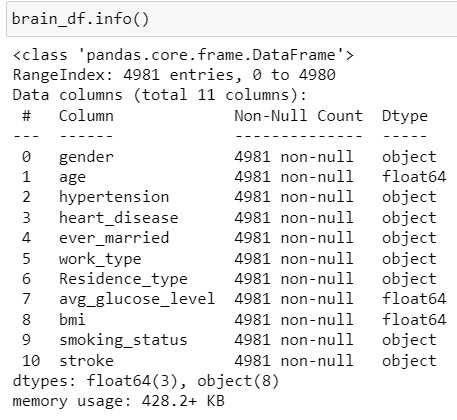 brain_df.info()
<class 'pandas.core.frame.DataFrame'>
RangeIndex: 4981 entries, 0 to 4980
Data columns (total 11 columns):
 #   Column             Non-Null Count  Dtype
---  ------             --------------  -----
 0   gender             4981 non-null   object
 1   age                4981 non-null   float64
 2   hypertension       4981 non-null   object
 3   heart_disease      4981 non-null   object
 4   ever_married       4981 non-null   object
 5   work_type          4981 non-null   object
 6   Residence_type     4981 non-null   object
 7   avg_glucose_level  4981 non-null   float64
 8   bmi                4981 non-null   float64
 9   smoking_status     4981 non-null   object
 10  stroke             4981 non-null   object
dtypes: float64(3), object(8)
memory usage: 428.2+ KB